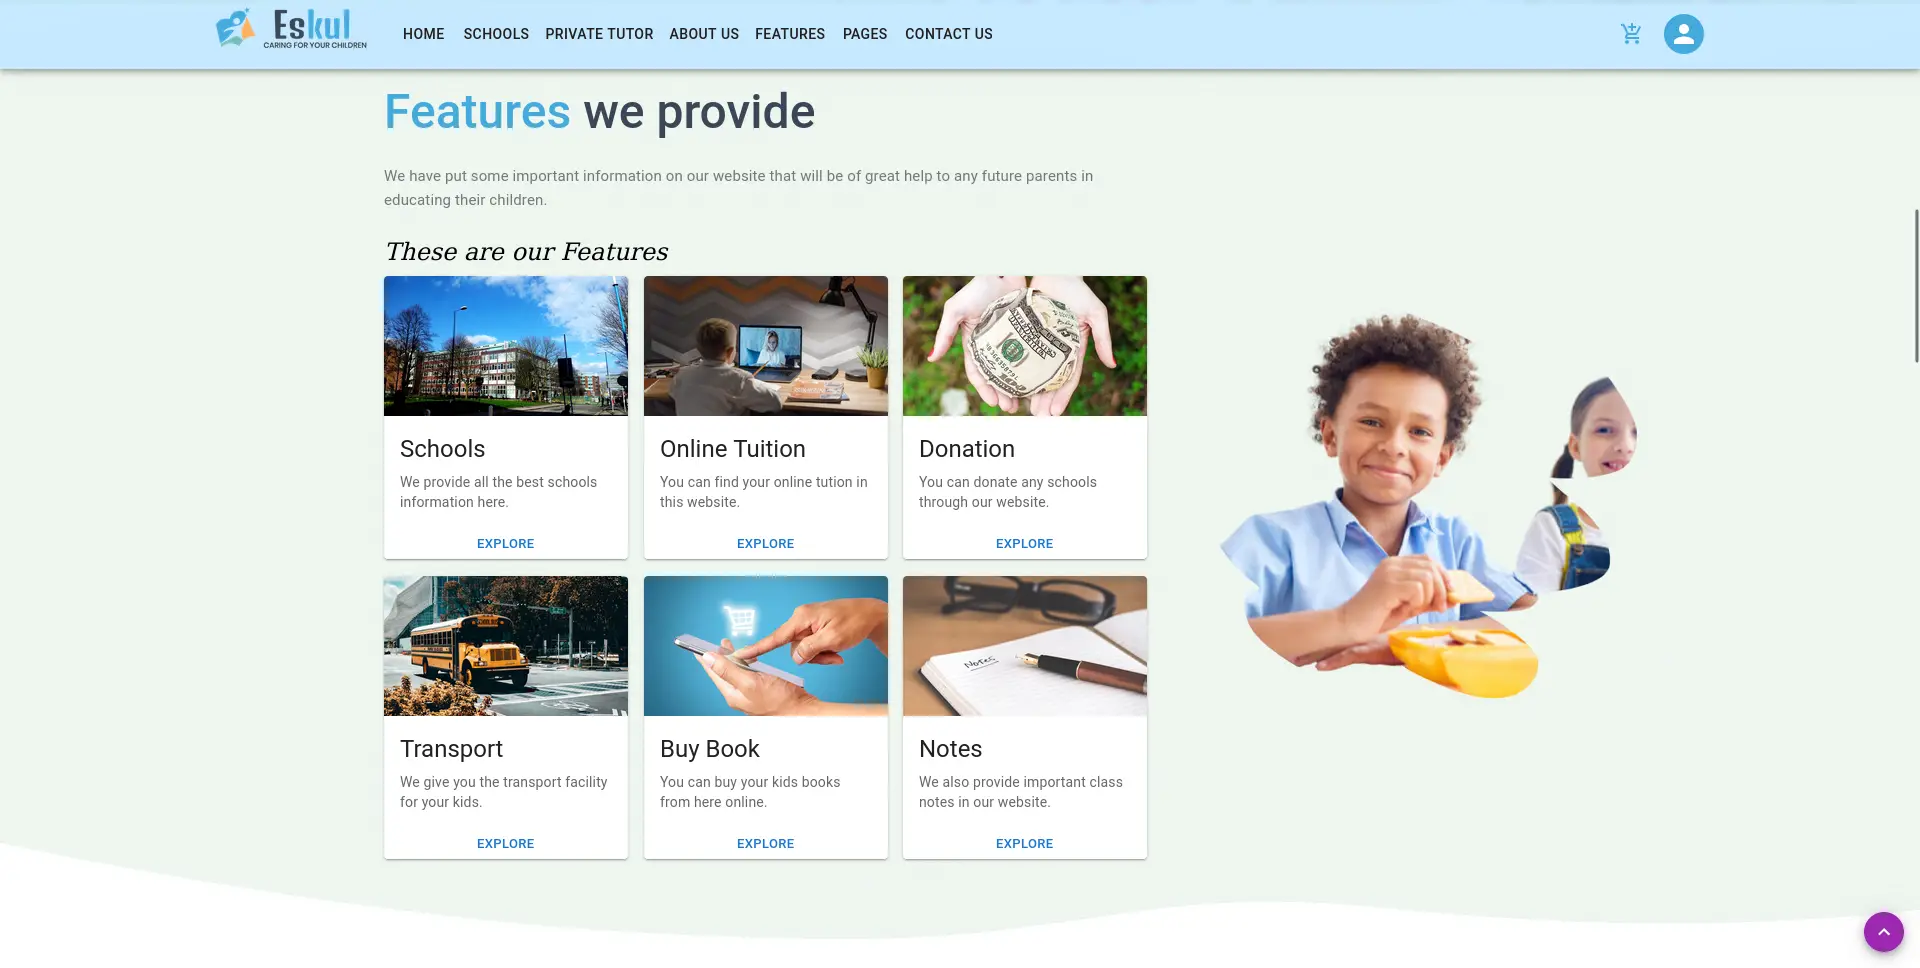 Eskul
CARING FOR YOUR CHILDREN
HOME SCHOOLS PRIVATE TUTOR ABOUT US FEATURES PAGES CONTACT US
Features we provide
We have put some important information on our website that will be of great help to any future parents in
educating their children.
These are our Features
Schools
We provide all the best schools
information here.
EXPLORE
Online Tuition
You can find your online tution in
this website.
EXPLORE
Donation
You can donate any schools
through our website.
EXPLORE
Transport
We give you the transport facility
for your kids.
EXPLORE
Buy Book
You can buy your kids books
from here online.
EXPLORE
Notes
Notes
We also provide important class
notes in our website.
EXPLORE